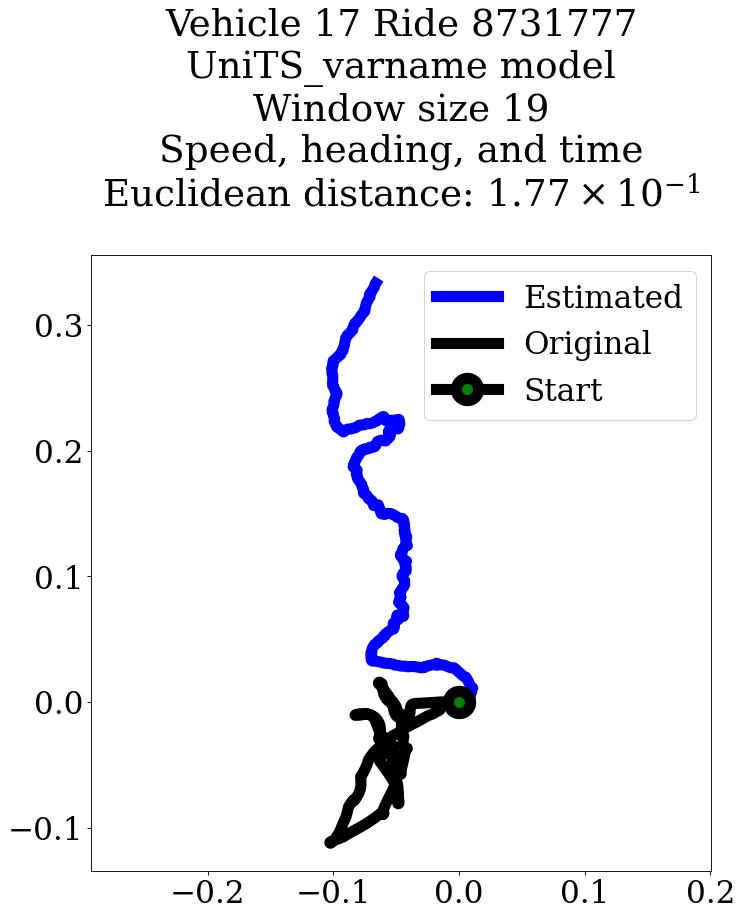 Vehicle 17 Ride 8731777
UniTS_varname model
Window size 19
Speed, heading, and time
Euclidean distance: 1.77 × 10⁻¹
Estimated
Original
Start
0.3
0.2
0.1
0.0
−0.1
−0.2 −0.1 0.0 0.1 0.2